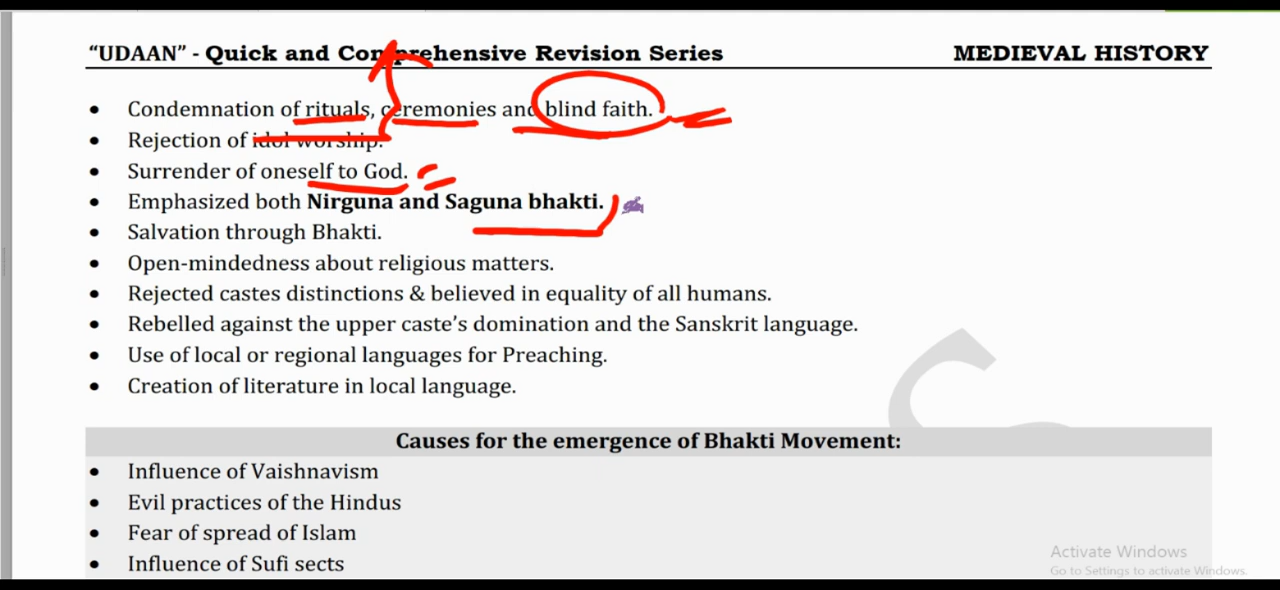 “UDAAN” - Quick and Comprehensive Revision Series MEDIEVAL HISTORY
• Condemnation of rituals, ceremonies and blind faith.
• Rejection of idol worship.
• Surrender of oneself to God.
• Emphasized both Nirguna and Saguna bhakti.
• Salvation through Bhakti.
• Open-mindedness about religious matters.
• Rejected castes distinctions & believed in equality of all humans.
• Rebelled against the upper caste’s domination and the Sanskrit language.
• Use of local or regional languages for Preaching.
• Creation of literature in local language.
Causes for the emergence of Bhakti Movement:
• Influence of Vaishnavism
• Evil practices of the Hindus
• Fear of spread of Islam
• Influence of Sufi sects
Activate Windows
Go to Settings to activate Windows.